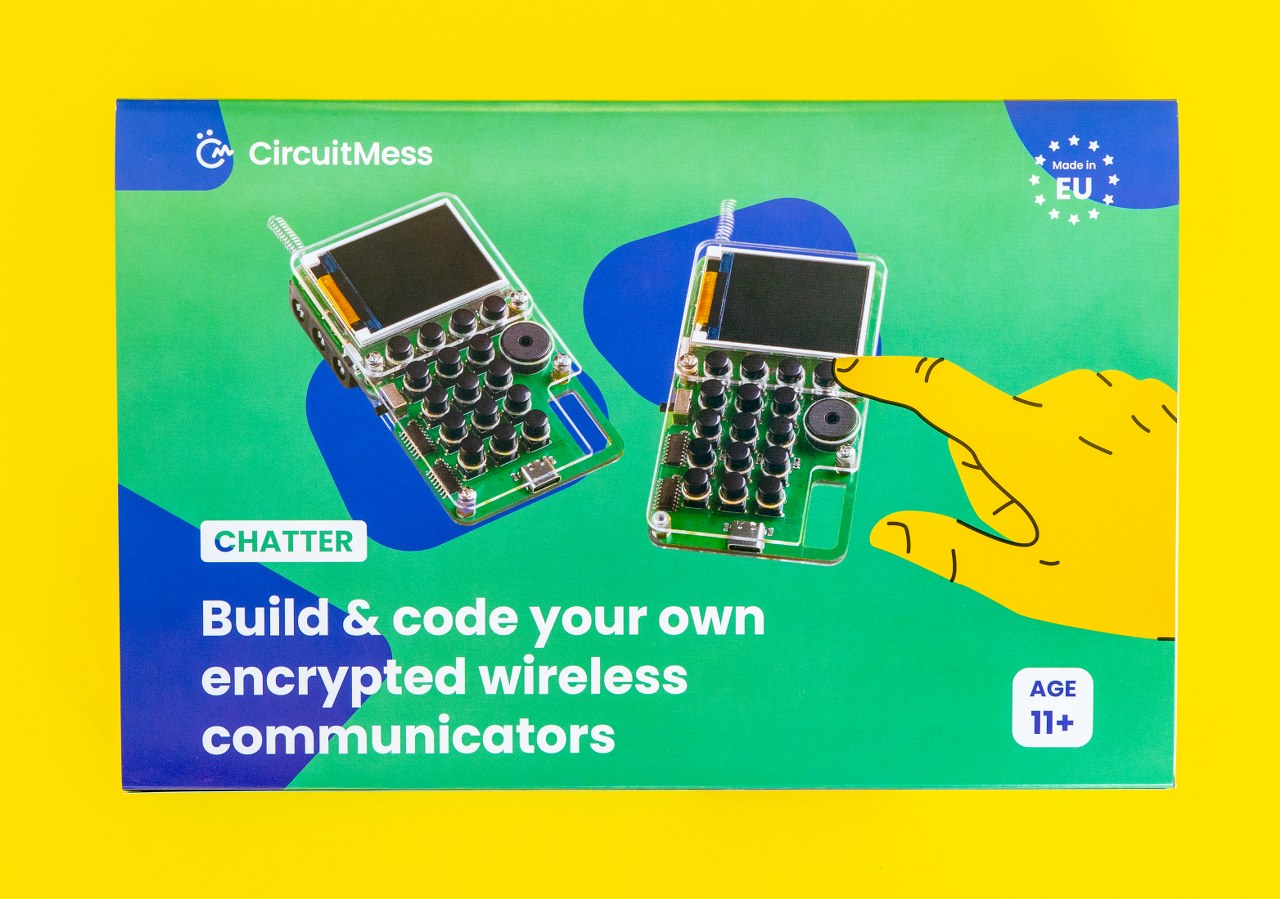 CircuitMess
Made in
EU
CHATTER
Build & code your own
encrypted wireless
communicators
AGE
11+